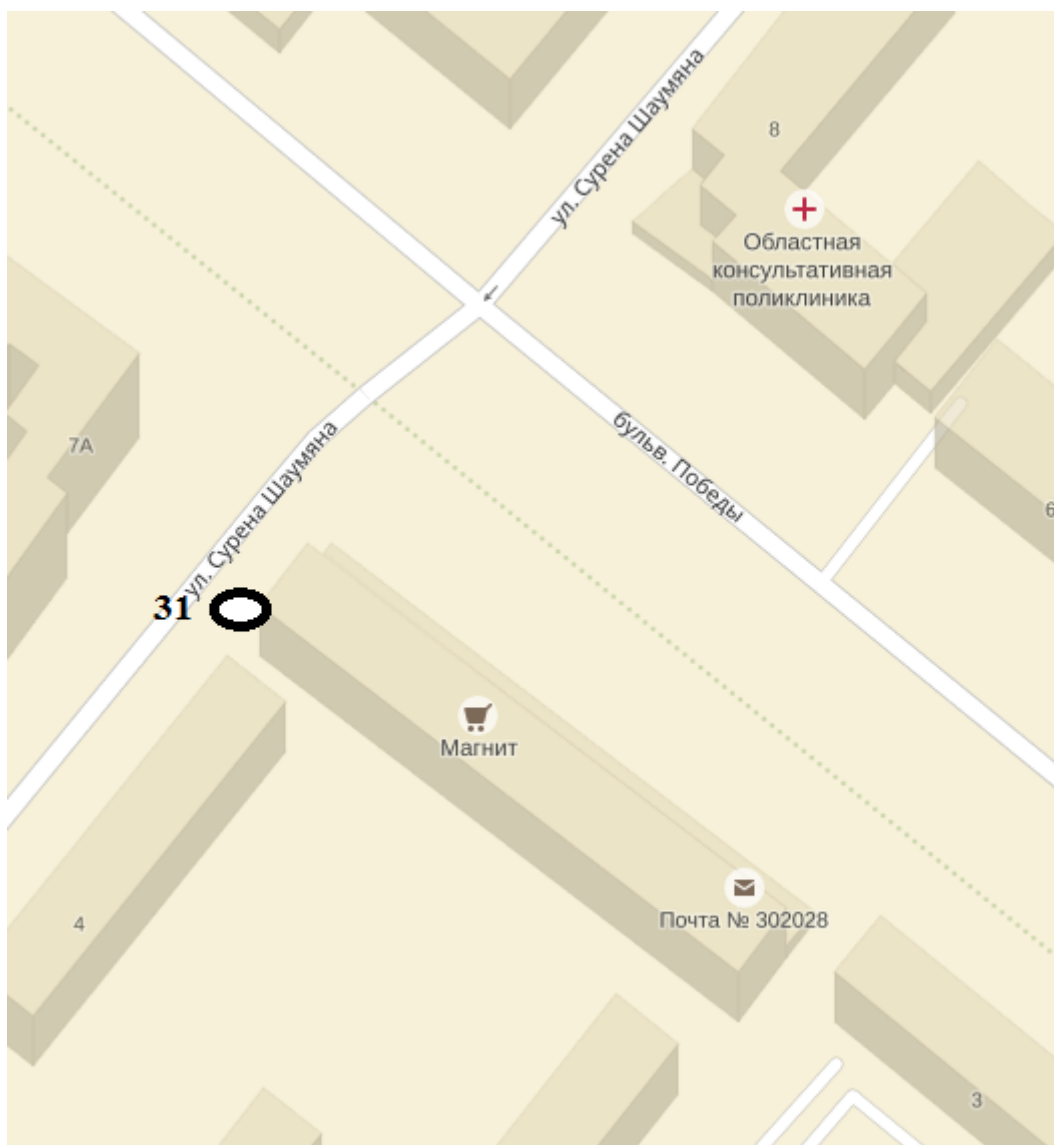 ул. Сурена Шаумяна
8
Областная
консультативная
поликлиника
7А
бульв. Победы
ул. Сурена Шаумяна
6
31
Магнит
4
Почта № 302028
3